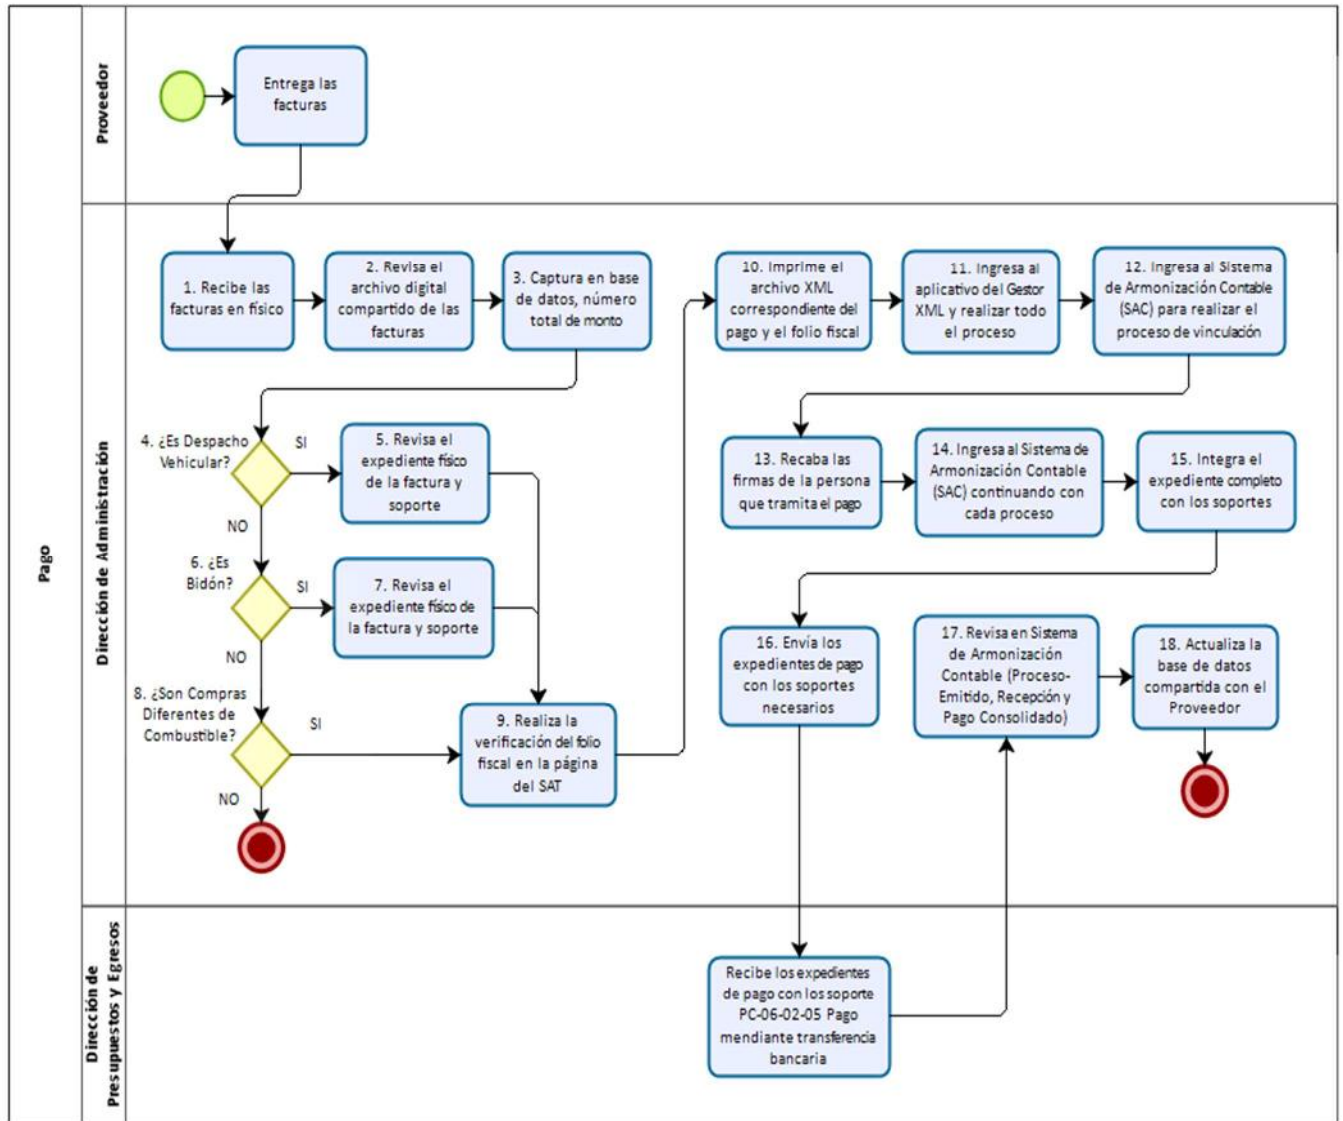 Pago
Proveedor
Entrega las
facturas
Dirección de Administración
1. Recibe las
facturas en físico
2. Revisa el
archivo digital
compartido de las
facturas
3. Captura en base
de datos, número
total de monto
4. ¿Es Despacho
Vehicular?
SI
NO
5. Revisa el
expediente físico
de la factura y
soporte
6. ¿Es
Bidón?
SI
NO
7. Revisa el
expediente físico de
la factura y soporte
8. ¿Son Compras
Diferentes de
Combustible?
SI
NO
9. Realiza la
verificación del folio
fiscal en la página
del SAT
10. Imprime el
archivo XML
correspondiente del
pago y el folio fiscal
11. Ingresa al
aplicativo del Gestor
XML y realizar todo
el proceso
12. Ingresa al Sistema
de Armonización Contable
(SAC) para realizar el
proceso de vinculación
13. Recaba las
firmas de la persona
que tramita el pago
14. Ingresa al Sistema de
Armonización Contable
(SAC) continuando con
cada proceso
15. Integra el
expediente completo
con los soportes
16. Envía los
expedientes de pago
con los soportes
necesarios
17. Revisa en Sistema
de Armonización
Contable (Proceso-
Emitido, Recepción y
Pago Consolidado)
18. Actualiza la
base de datos
compartida con el
Proveedor
Dirección de
Presupuestos y Egresos
Recibe los expedientes
de pago con los soporte
PC-06-02-05 Pago
mendiante transferencia
bancaria